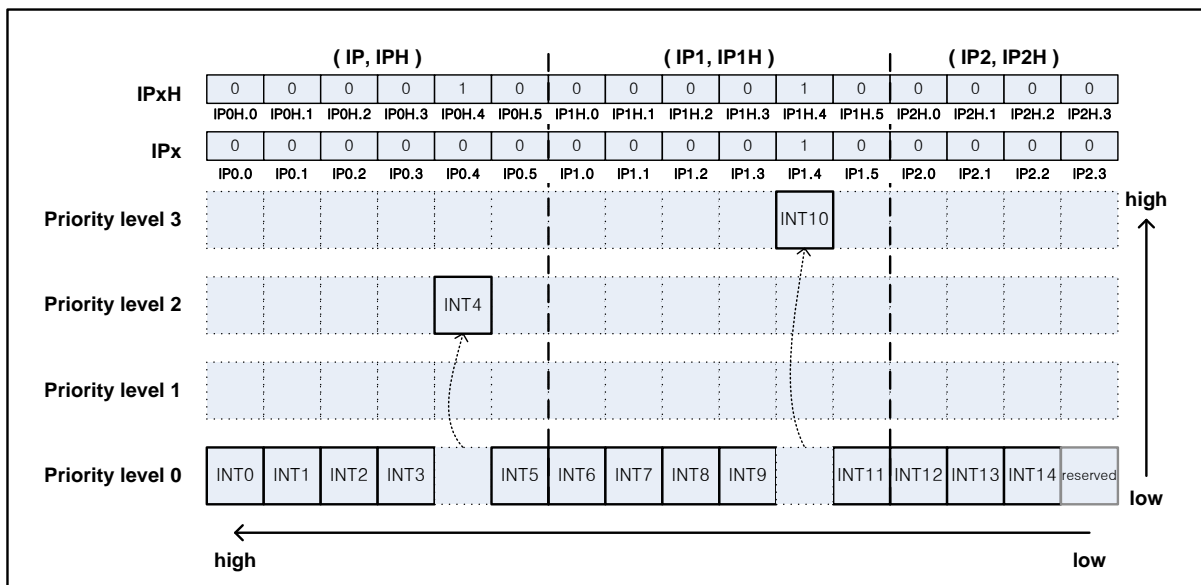 ( IP, IPH ) ( IP1, IP1H ) ( IP2, IP2H )
IPxH 0 0 0 0 1 0 0 0 0 0 1 0 0 0 0 0
IP0H.0 IP0H.1 IP0H.2 IP0H.3 IP0H.4 IP0H.5 IP1H.0 IP1H.1 IP1H.2 IP1H.3 IP1H.4 IP1H.5 IP2H.0 IP2H.1 IP2H.2 IP2H.3
IPx 0 0 0 0 0 0 0 0 0 0 1 0 0 0 0 0
IP0.0 IP0.1 IP0.2 IP0.3 IP0.4 IP0.5 IP1.0 IP1.1 IP1.2 IP1.3 IP1.4 IP1.5 IP2.0 IP2.1 IP2.2 IP2.3
high
Priority level 3 INT10
Priority level 2 INT4
Priority level 1
Priority level 0 INT0 INT1 INT2 INT3 INT5 INT6 INT7 INT8 INT9 INT11 INT12 INT13 INT14 reserved
low
high low